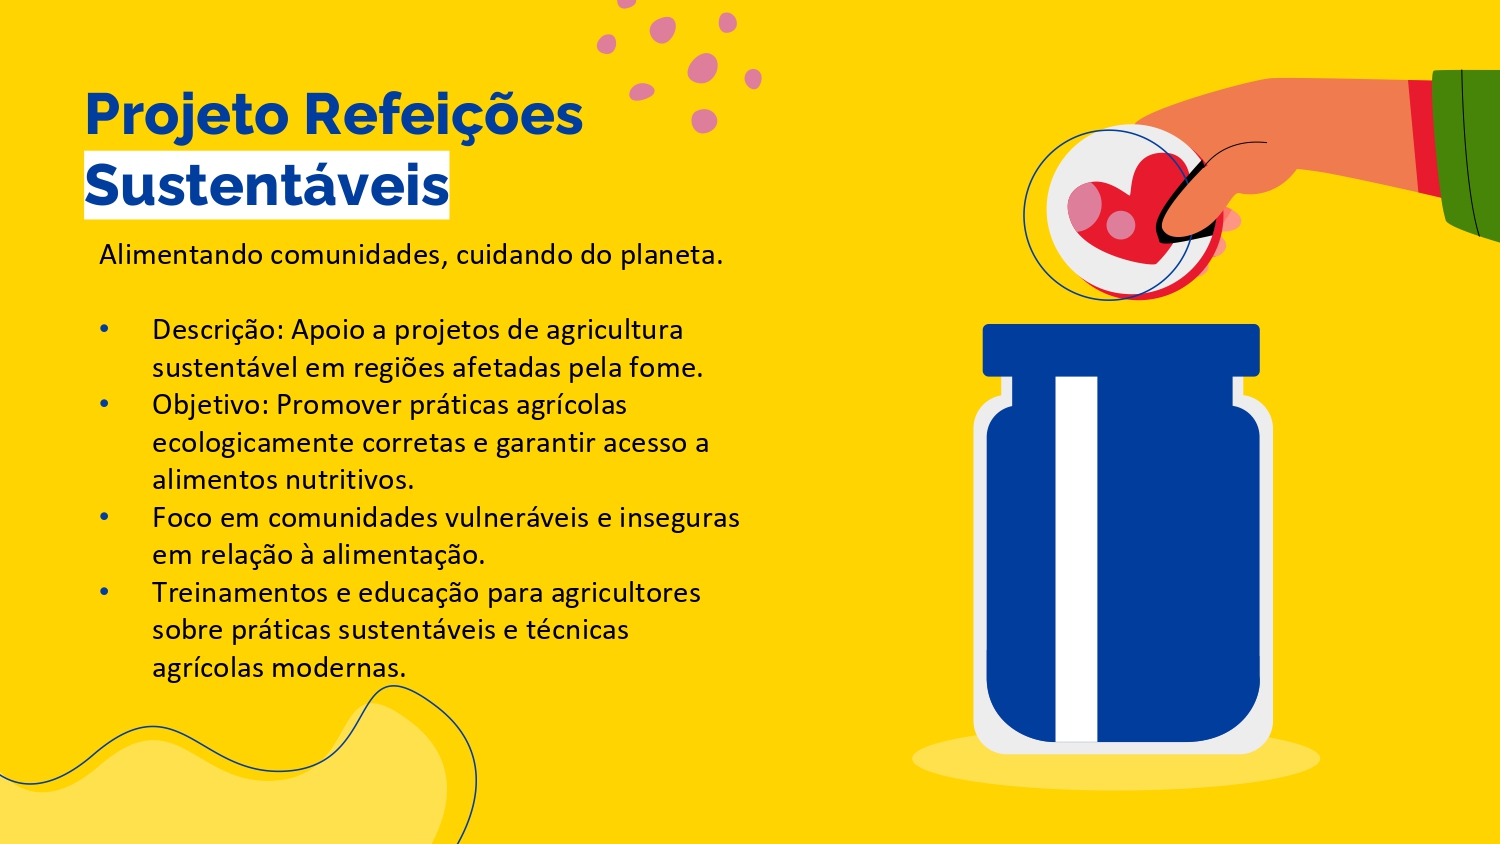 Projeto Refeições
Sustentáveis
Alimentando comunidades, cuidando do planeta.
• Descrição: Apoio a projetos de agricultura
sustentável em regiões afetadas pela fome.
• Objetivo: Promover práticas agrícolas
ecologicamente corretas e garantir acesso a
alimentos nutritivos.
• Foco em comunidades vulneráveis e inseguras
em relação à alimentação.
• Treinamentos e educação para agricultores
sobre práticas sustentáveis e técnicas
agrícolas modernas.